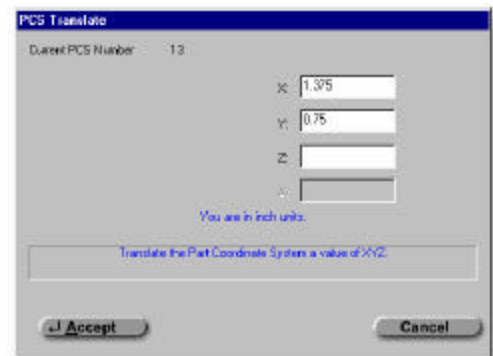 PCS Translate
Current PCS Number 13
X: 1.375
Y: 0.75
Z:
You are in inch units.
Translate the Part Coordinate System a value of XYZ.
Accept Cancel